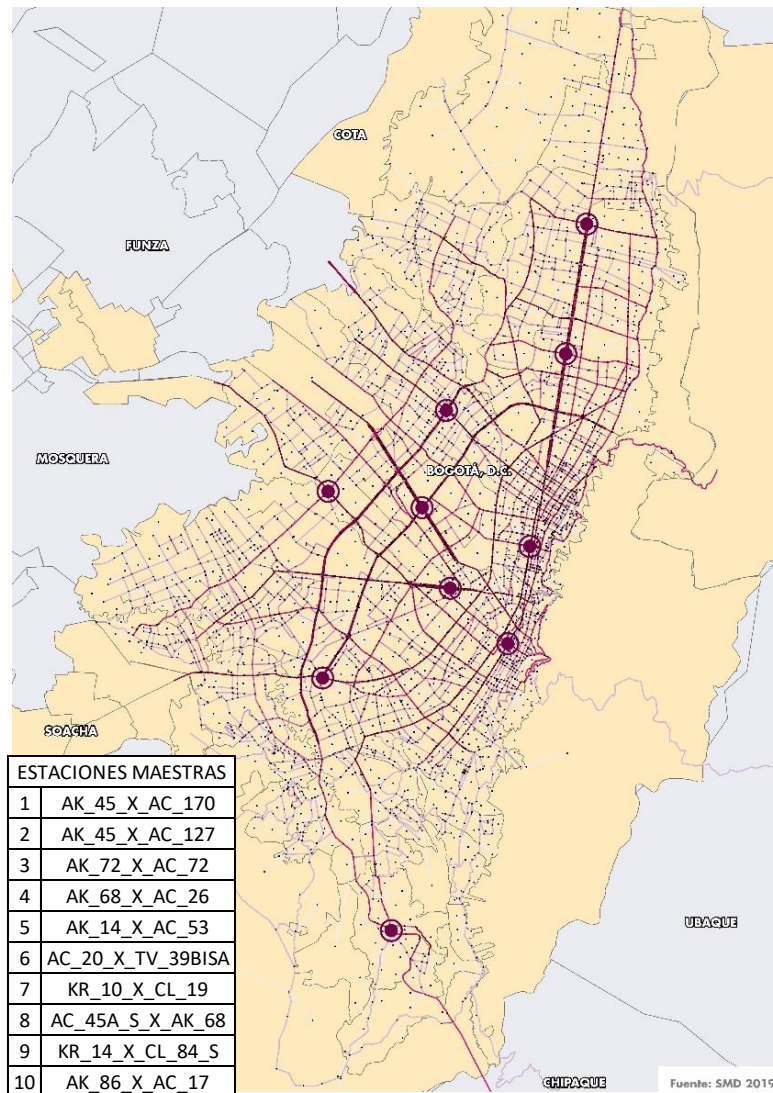 COTA
FUNZA
MOSQUERA
BOGOTÁ, D.C.
SOACHA
ESTACIONES MAESTRAS
1 AK_45_X_AC_170
2 AK_45_X_AC_127
3 AK_72_X_AC_72
4 AK_68_X_AC_26
5 AK_14_X_AC_53
6 AC_20_X_TV_39BISA
7 KR_10_X_CL_19
8 AC_45A_S_X_AK_68
9 KR_14_X_CL_84_S
10 AK_86_X_AC_17
UBAQUE
CHIPAQUE
Fuente: SMD 2019